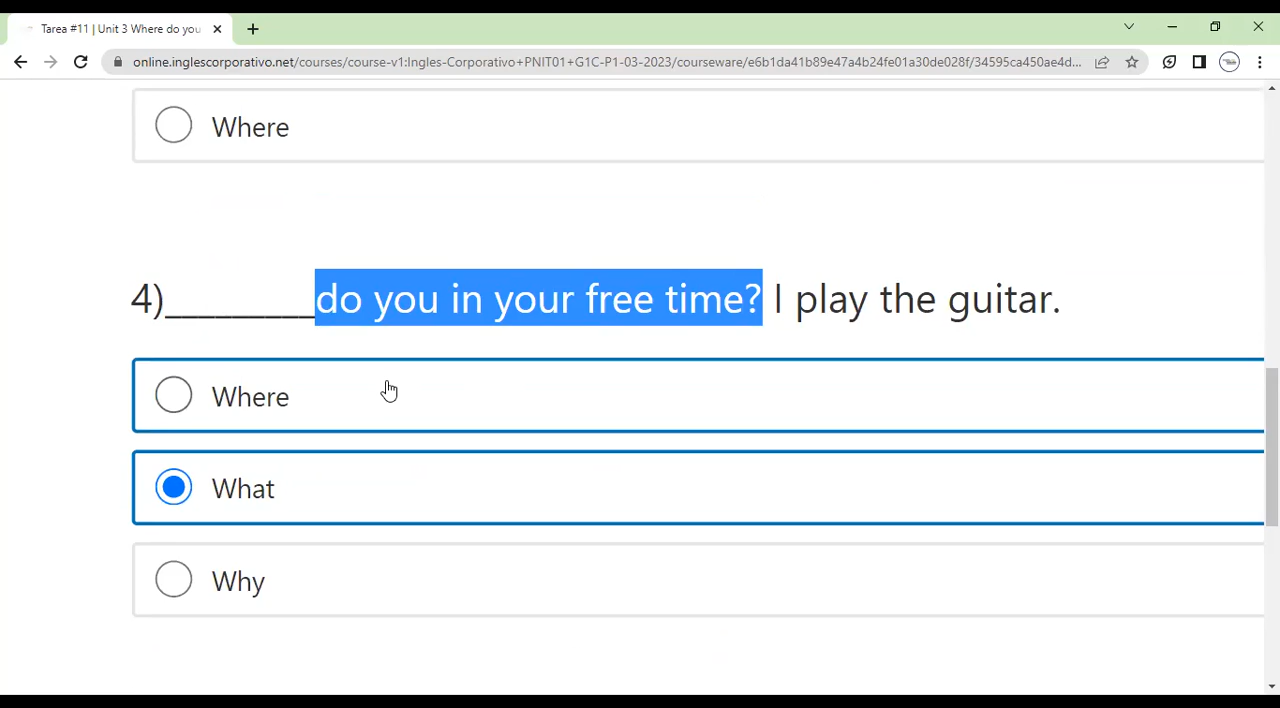 Tarea #11 | Unit 3 Where do you
online.inglescorporativo.net/courses/course-v1:Ingles-Corporativo+PNIT01+G1C-P1-03-2023/courseware/e6b1da41b89e47a4b24fe01a30de028f/34595ca450ae4d...
Where
4)_________do you in your free time? I play the guitar.
Where
What
Why